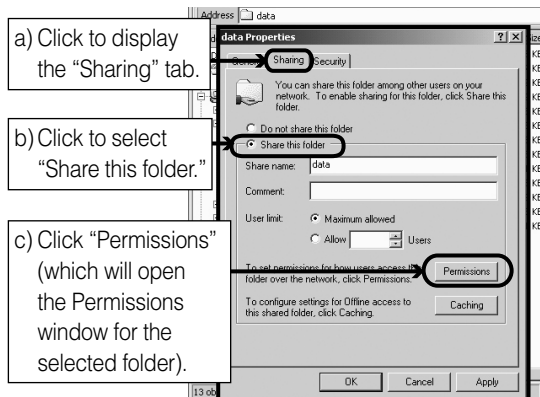 Address data
a) Click to display
the “Sharing” tab.
data Properties
Sharing Security
You can share this folder among other users on your
network. To enable sharing for this folder, click Share this
folder.
Do not share this folder
b) Click to select
“Share this folder.”
Share this folder
Share name: data
Comment:
User limit: Maximum allowed
Allow Users
c) Click “Permissions”
(which will open
the Permissions
window for the
selected folder).
To set permissions for how users access
folder over the network, click Permissions.
Permissions
To configure settings for Offline access to
this shared folder, click Caching.
Caching
OK Cancel Apply